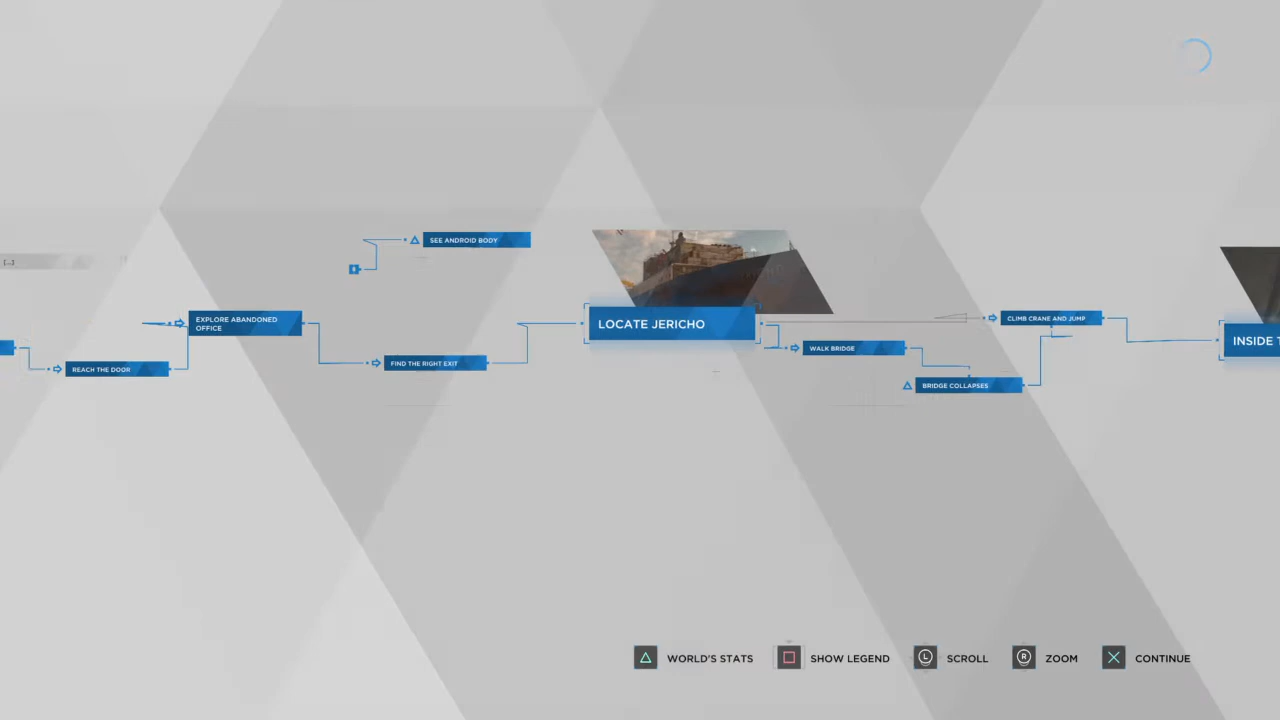 SEE ANDROID BODY
[...]
EXPLORE ABANDONED
OFFICE
REACH THE DOOR
FIND THE RIGHT EXIT
LOCATE JERICHO
WALK BRIDGE
BRIDGE COLLAPSES
CLIMB CRANE AND JUMP
INSIDE T
WORLD'S STATS
SHOW LEGEND
L SCROLL
R ZOOM
CONTINUE